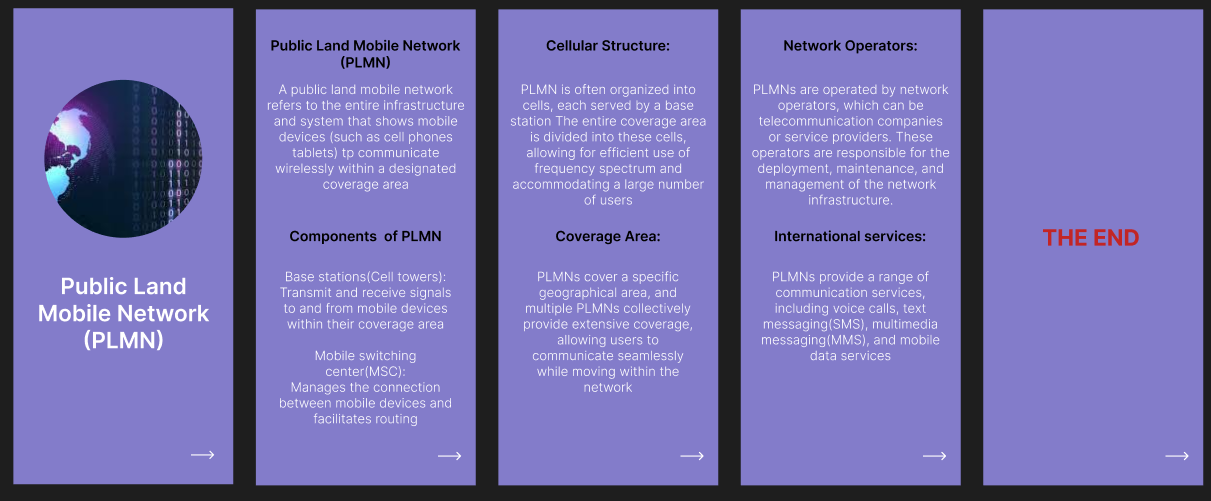 Public Land
Mobile Network
(PLMN)
Public Land Mobile Network
(PLMN)
A public land mobile network
refers to the entire infrastructure
and system that shows mobile
devices (such as cell phones
tablets) tp communicate
wirelessly within a designated
coverage area
Components of PLMN
Base stations(Cell towers):
Transmit and receive signals
to and from mobile devices
within their coverage area
Mobile switching
center(MSC):
Manages the connection
between mobile devices and
facilitates routing
Cellular Structure:
PLMN is often organized into
cells, each served by a base
station The entire coverage area
is divided into these cells,
allowing for efficient use of
frequency spectrum and
accommodating a large number
of users
Coverage Area:
PLMNs cover a specific
geographical area, and
multiple PLMNs collectively
provide extensive coverage,
allowing users to
communicate seamlessly
while moving within the
network
Network Operators:
PLMNs are operated by network
operators, which can be
telecommunication companies
or service providers. These
operators are responsible for the
deployment, maintenance, and
management of the network
infrastructure.
International services:
PLMNs provide a range of
communication services,
including voice calls, text
messaging(SMS), multimedia
messaging(MMS), and mobile
data services
THE END